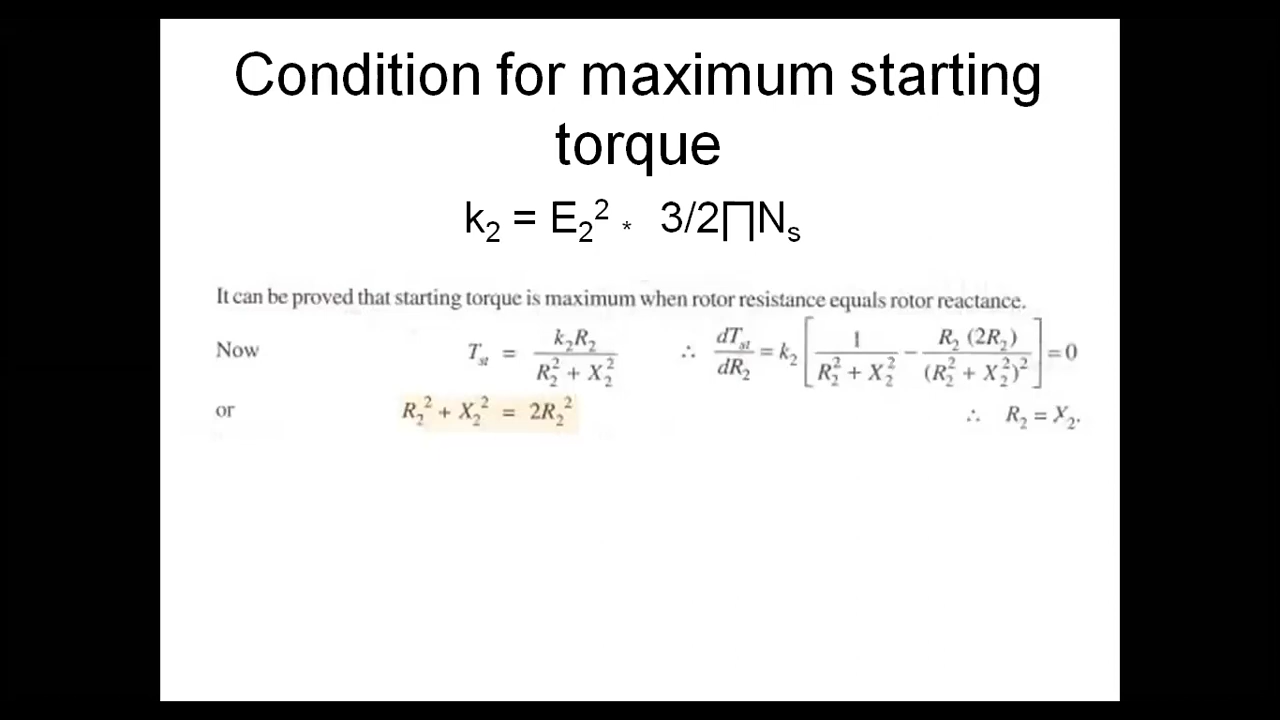 Condition for maximum starting
torque
k₂ = E₂² * 3/2∏Nₛ
It can be proved that starting torque is maximum when rotor resistance equals rotor reactance.
Now T_st = k₂R₂ / (R₂² + X₂²) ∴ dT_st/dR₂ = k₂ [ 1/(R₂² + X₂²) − R₂ (2R₂)/(R₂² + X₂²)² ] = 0
or R₂² + X₂² = 2R₂² ∴ R₂ = X₂.